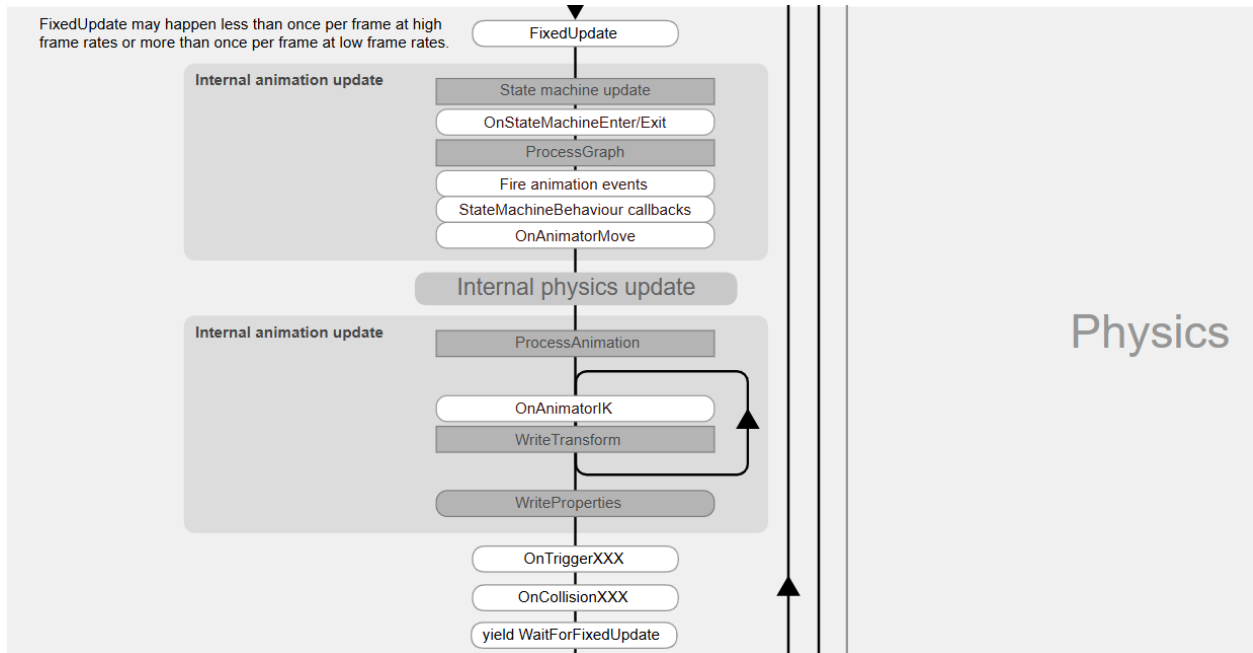 FixedUpdate may happen less than once per frame at high
frame rates or more than once per frame at low frame rates.
FixedUpdate
Internal animation update
State machine update
OnStateMachineEnter/Exit
ProcessGraph
Fire animation events
StateMachineBehaviour callbacks
OnAnimatorMove
Internal physics update
Internal animation update
ProcessAnimation
OnAnimatorIK
WriteTransform
WriteProperties
OnTriggerXXX
OnCollisionXXX
yield WaitForFixedUpdate
Physics